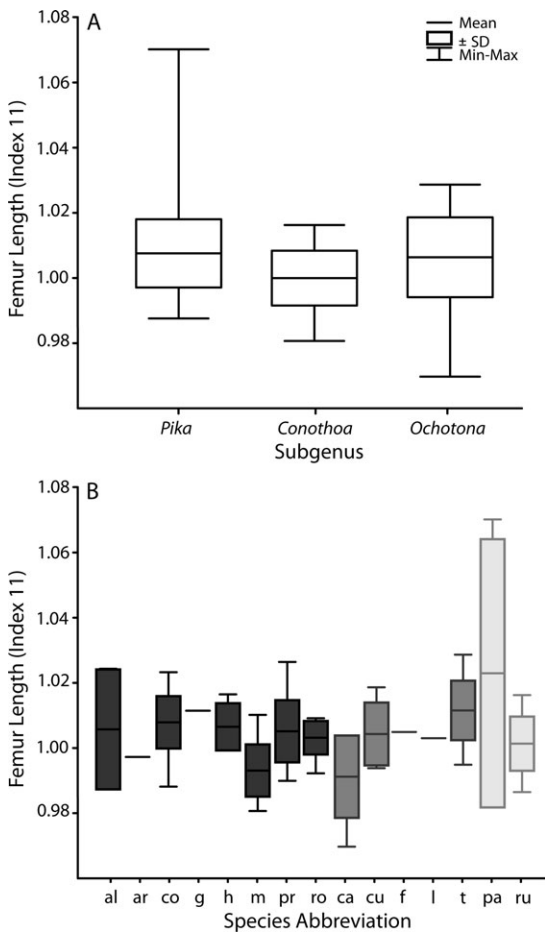 A
Mean
± SD
Min-Max
Femur Length (Index 11)
1.08
1.06
1.04
1.02
1.00
0.98
Pika Conothoa Ochotona
Subgenus
B
Femur Length (Index 11)
1.08
1.06
1.04
1.02
1.00
0.98
al ar co g h m pr ro ca cu f l t pa ru
Species Abbreviation